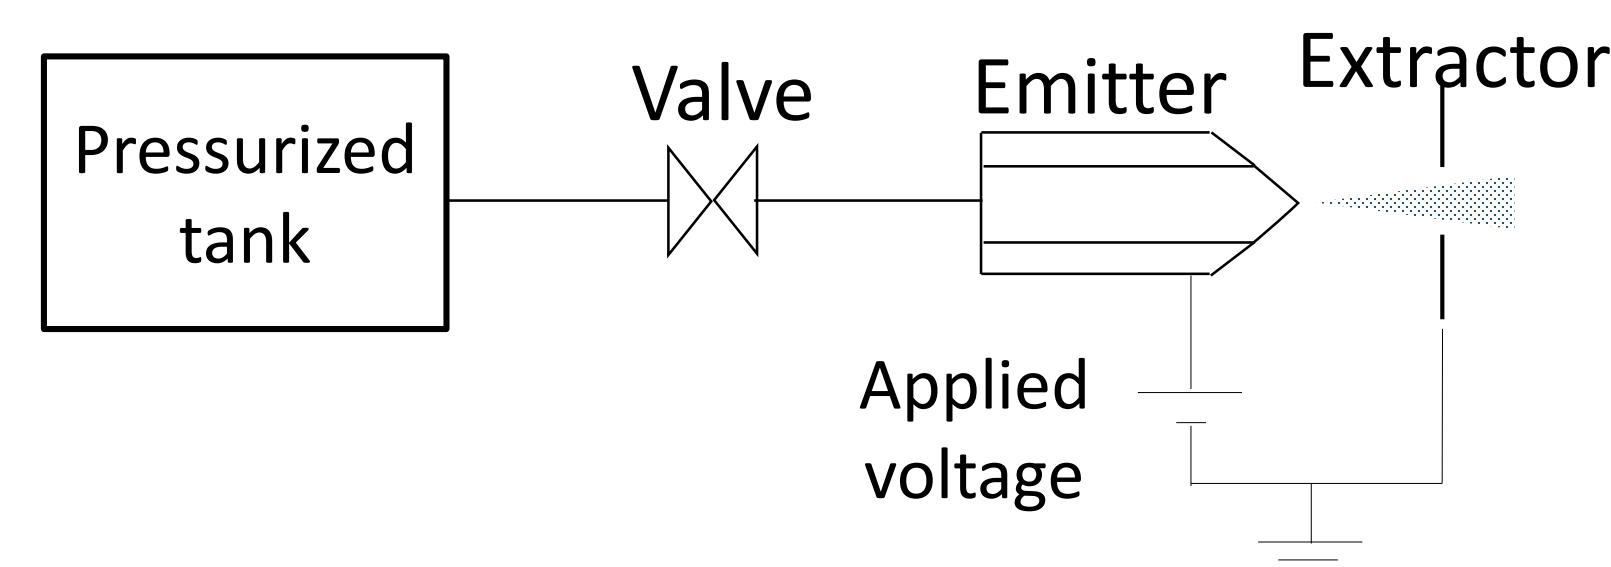 Pressurized
tank
Valve
Emitter
Extractor
Applied
voltage